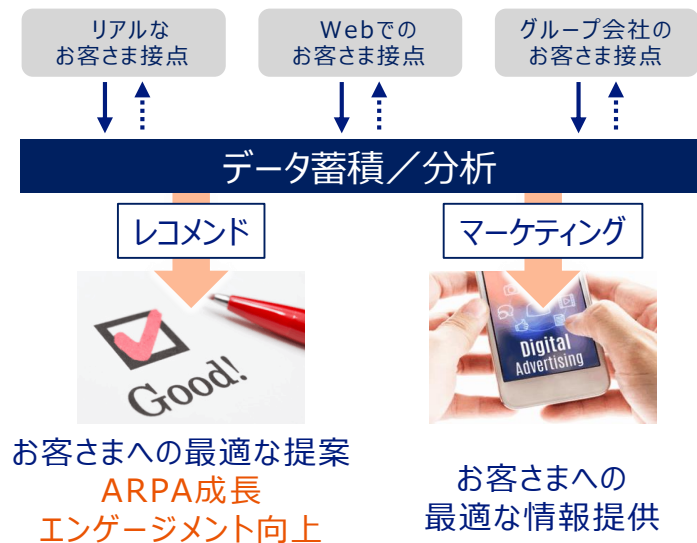 リアルな
お客さま接点
Webでの
お客さま接点
グループ会社の
お客さま接点
データ蓄積／分析
レコメンド
マーケティング
Good!
Digital
Advertising
お客さまへの最適な提案
ARPA成長
エンゲージメント向上
お客さまへの
最適な情報提供